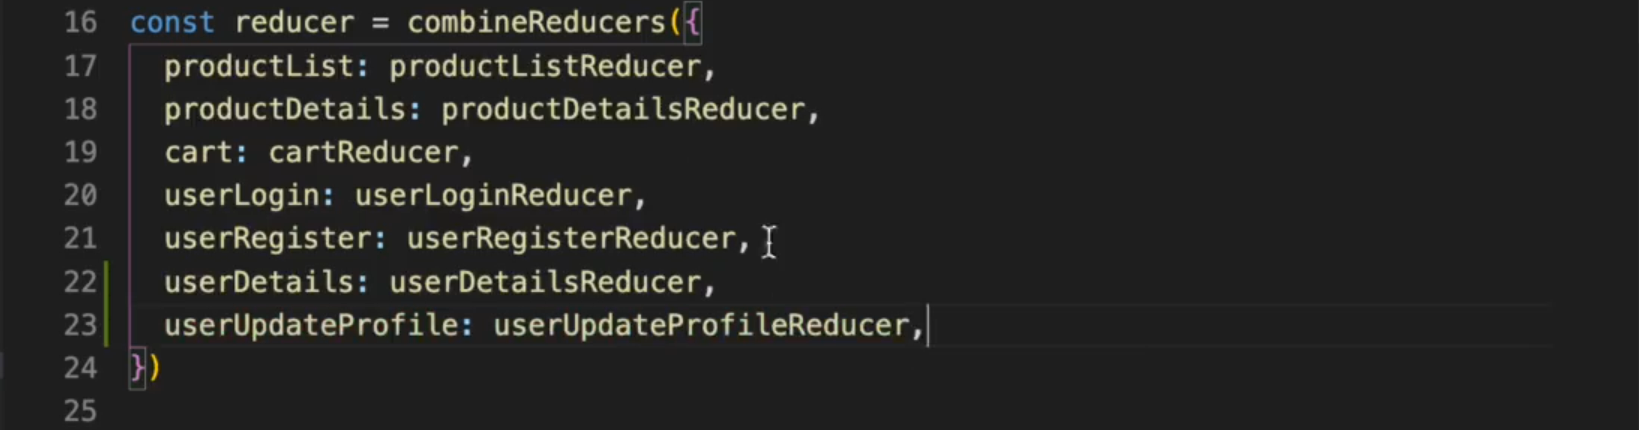 16 const reducer = combineReducers({
17   productList: productListReducer,
18   productDetails: productDetailsReducer,
19   cart: cartReducer,
20   userLogin: userLoginReducer,
21   userRegister: userRegisterReducer,
22   userDetails: userDetailsReducer,
23   userUpdateProfile: userUpdateProfileReducer,
24 })
25